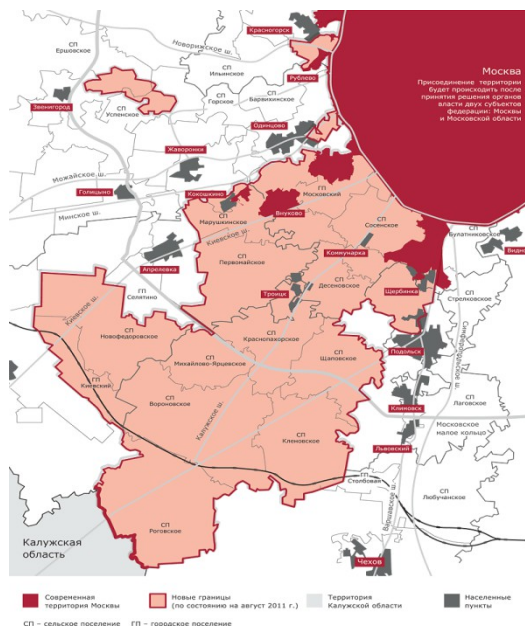 Красногорск
Новорижское ш.
СП
Ершовское
СП
Ильинское
Рублево
Москва
Присоединение территории
будет происходить после
принятия решения органов
власти двух субъектов
федерации: Москвы
и Московской области
Звенигород
СП
Успенское
СП
Горское
СП
Барвихинское
Одинцово
Жаворонки
Можайское ш.
Голицыно
Кокошкино
ГП
Московский
Минское ш.
СП
Марушкинское
Внуково
СП
Сосенское
СП
Булатниковское
Видн
Киевское ш.
Коммунарка
Апрелевка
СП
Первомайское
Троицк
СП
Десеновское
Щербинка
СП
Стрелковское
ГП
Селятино
Киевское ш.
СП
Новофедоровское
СП
Краснопахорское
Подольск
Симферопольское ш.
СП
Михайлово-Ярцевское
СП
Щаповское
ГП
Киевский
СП
Вороновское
Климовск
СП
Лаговское
Калужское ш.
СП
Кленовское
Московское
малое кольцо
Львовский
ГП
Столбовая
СП
Любучанское
СП
Роговское
Варшавское ш.
Калужская
область
Чехов
Современная
территория Москвы
Новые границы
(по состоянию на август 2011 г.)
Территория
Калужской области
Населенные
пункты
СП – сельское поселение ГП – городское поселение